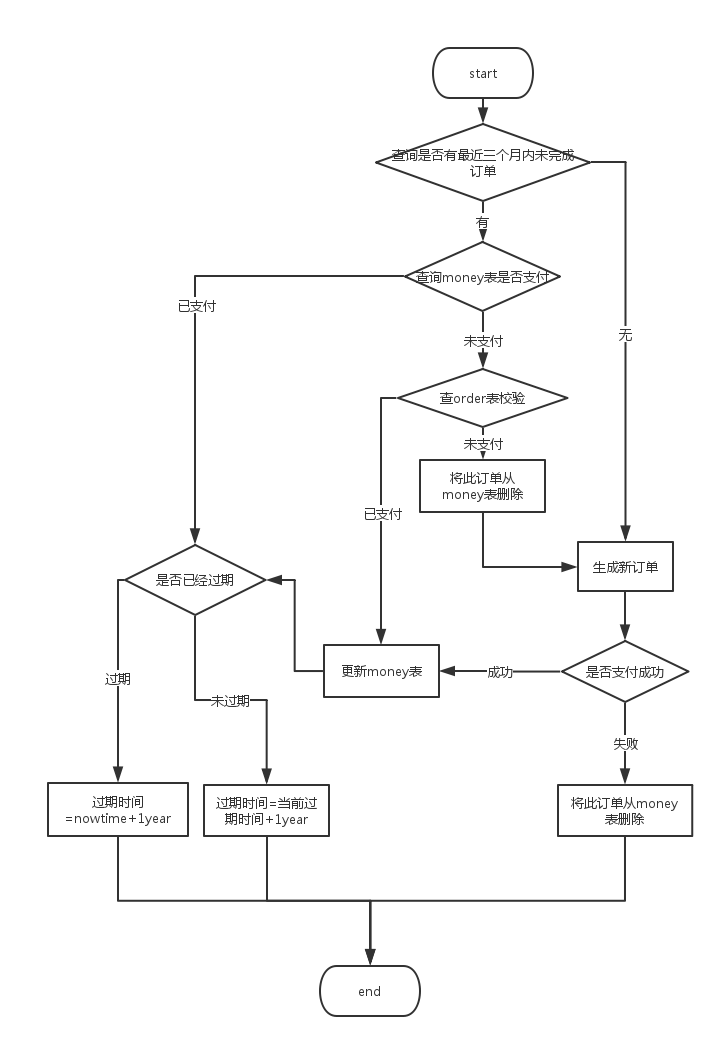 start
查询是否有最近三个月内未完成
订单
有
查询money表是否支付
已支付
无
未支付
查order表校验
未支付
将此订单从
money表删除
已支付
生成新订单
是否已经过期
更新money表
成功
是否支付成功
过期
未过期
失败
过期时间
=nowtime+1year
过期时间=当前过
期时间+1year
将此订单从money
表删除
end